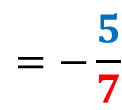 = − 5/7